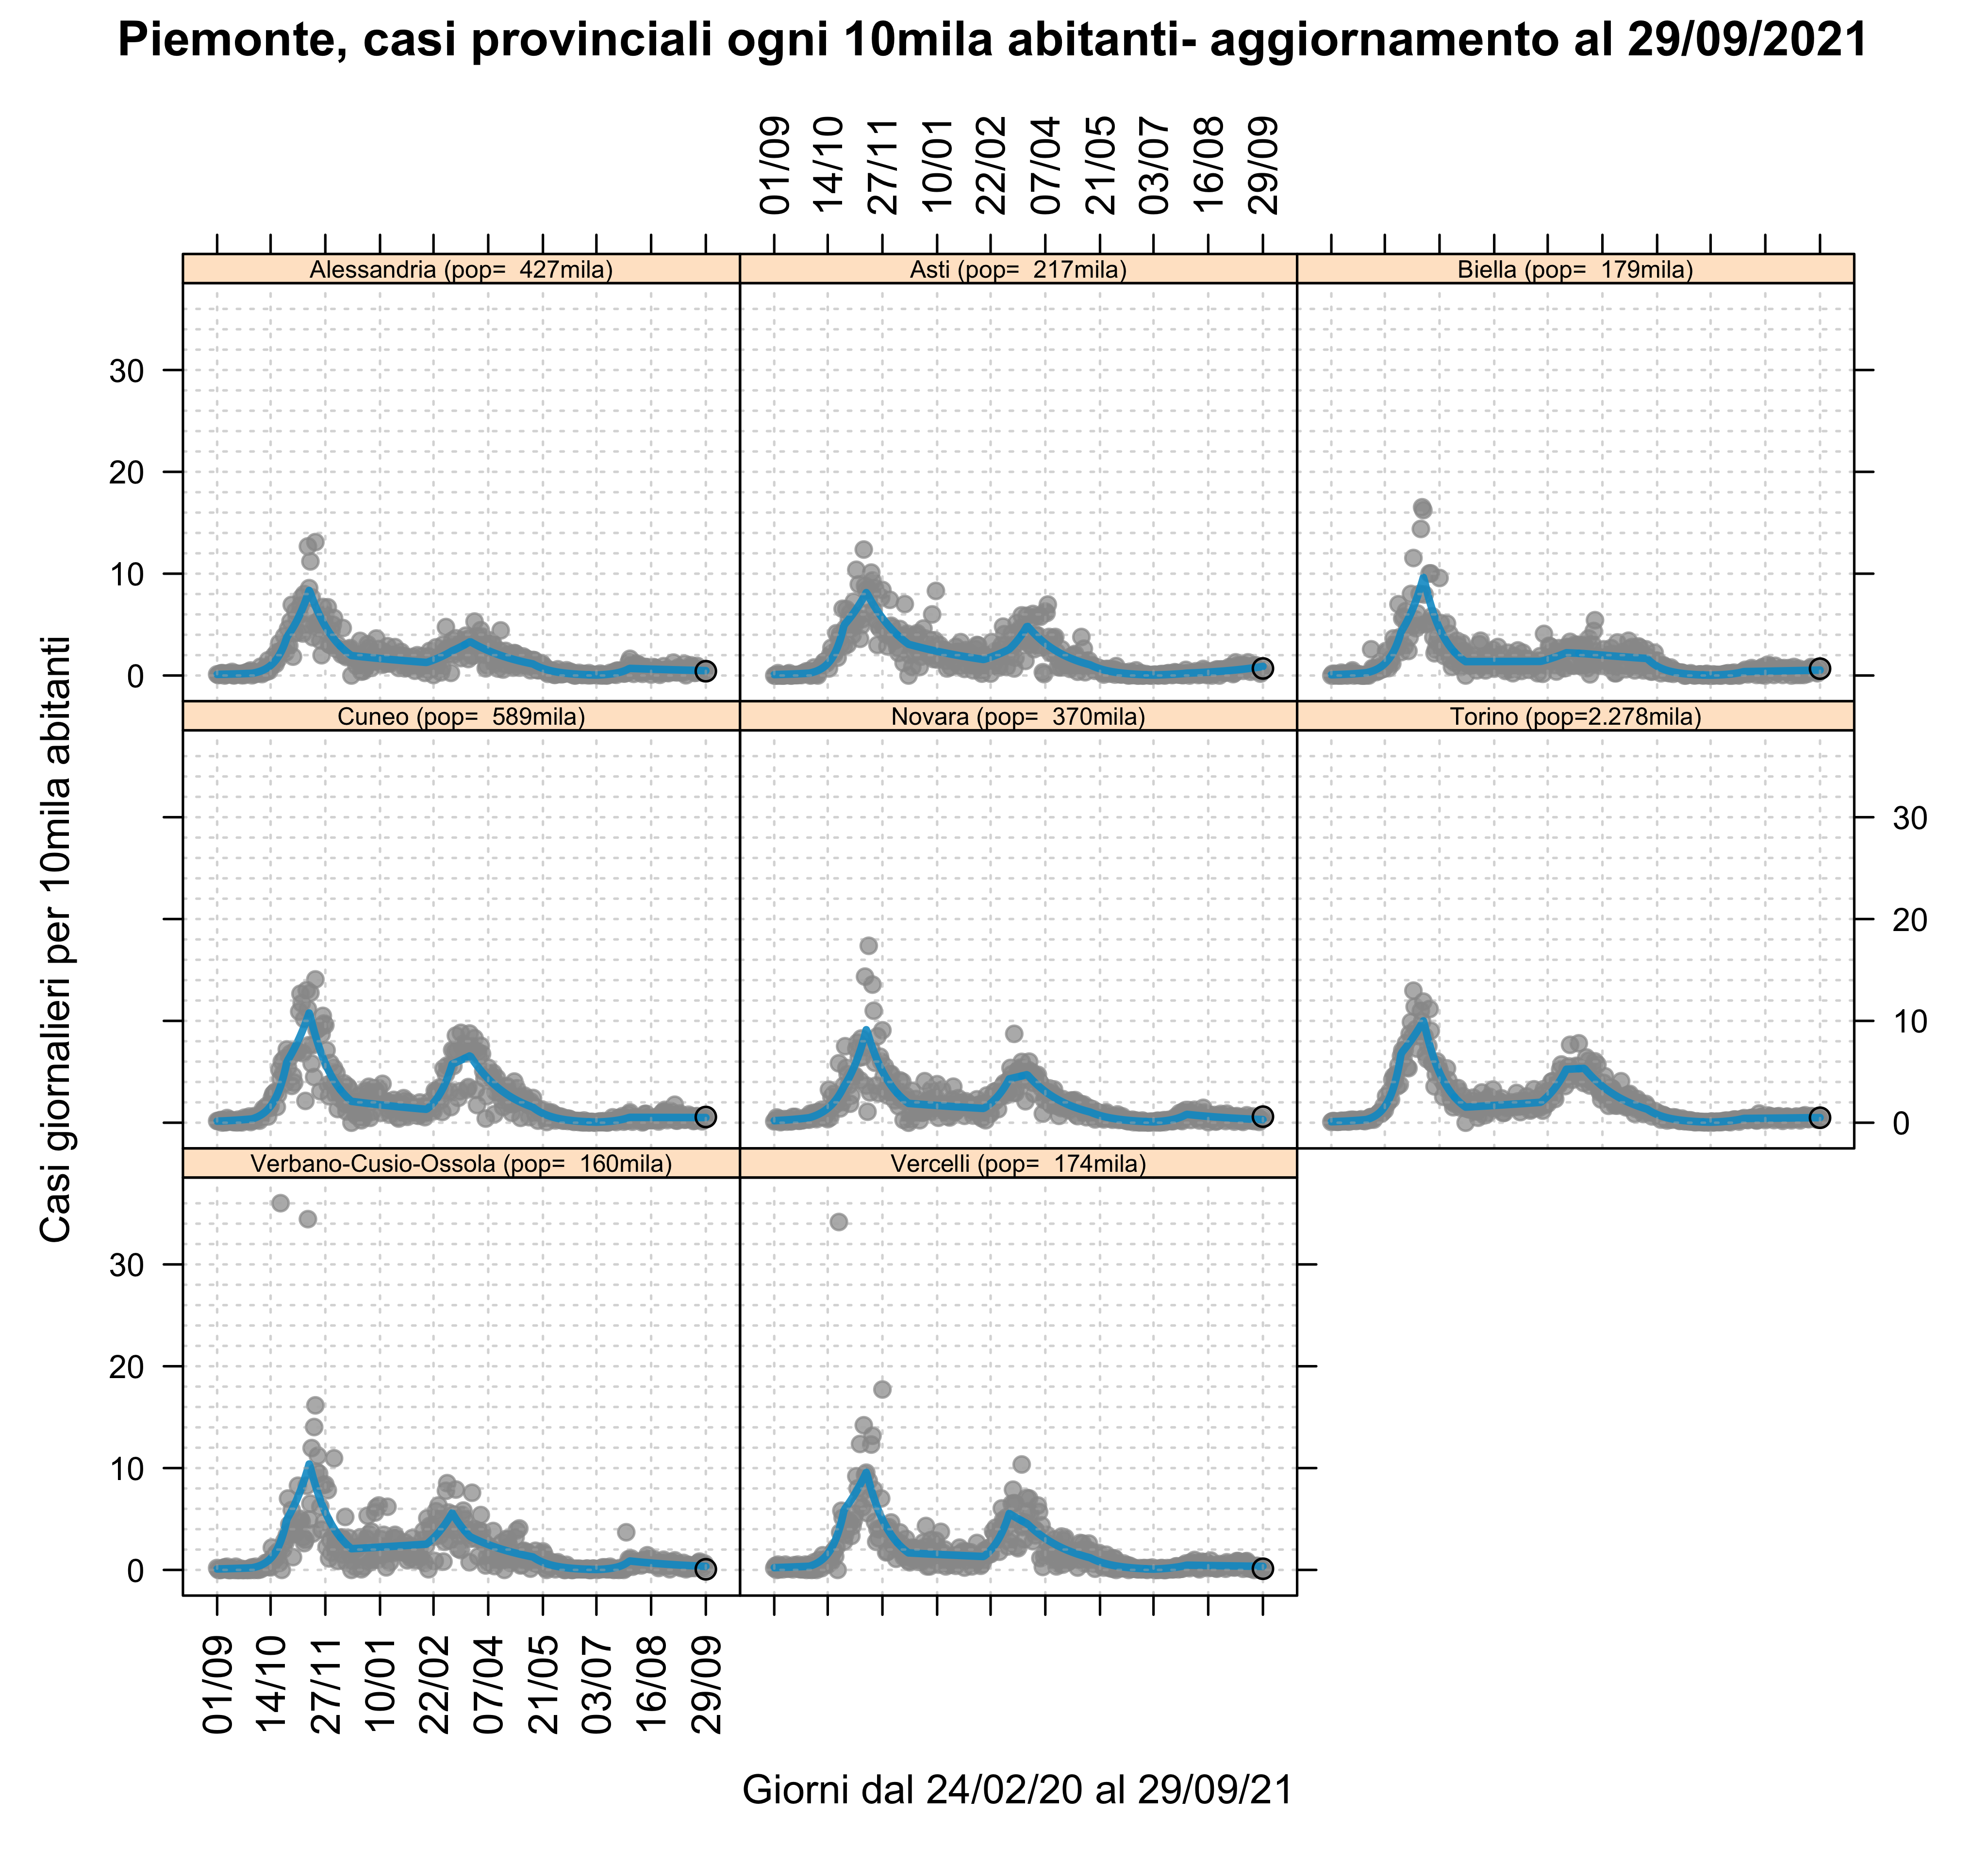 Piemonte, casi provinciali ogni 10mila abitanti- aggiornamento al 29/09/2021
01/09 14/10 27/11 10/01 22/02 07/04 21/05 03/07 16/08 29/09
Alessandria (pop=  427mila)
Asti (pop=  217mila)
Biella (pop=  179mila)
30
20
10
0
Cuneo (pop=  589mila)
Novara (pop=  370mila)
Torino (pop=2.278mila)
30
20
10
0
Verbano-Cusio-Ossola (pop=  160mila)
Vercelli (pop=  174mila)
30
20
10
0
01/09 14/10 27/11 10/01 22/02 07/04 21/05 03/07 16/08 29/09
Casi giornalieri per 10mila abitanti
Giorni dal 24/02/20 al 29/09/21